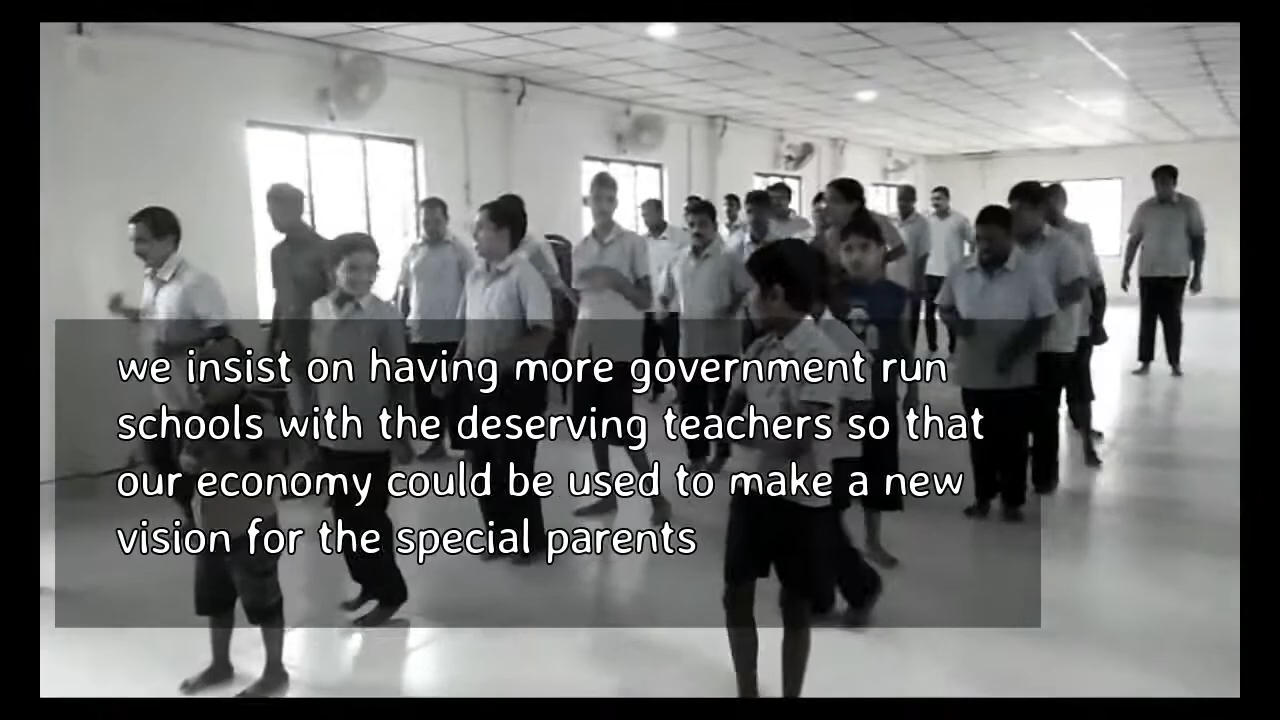 we insist on having more government run
schools with the deserving teachers so that
our economy could be used to make a new
vision for the special parents